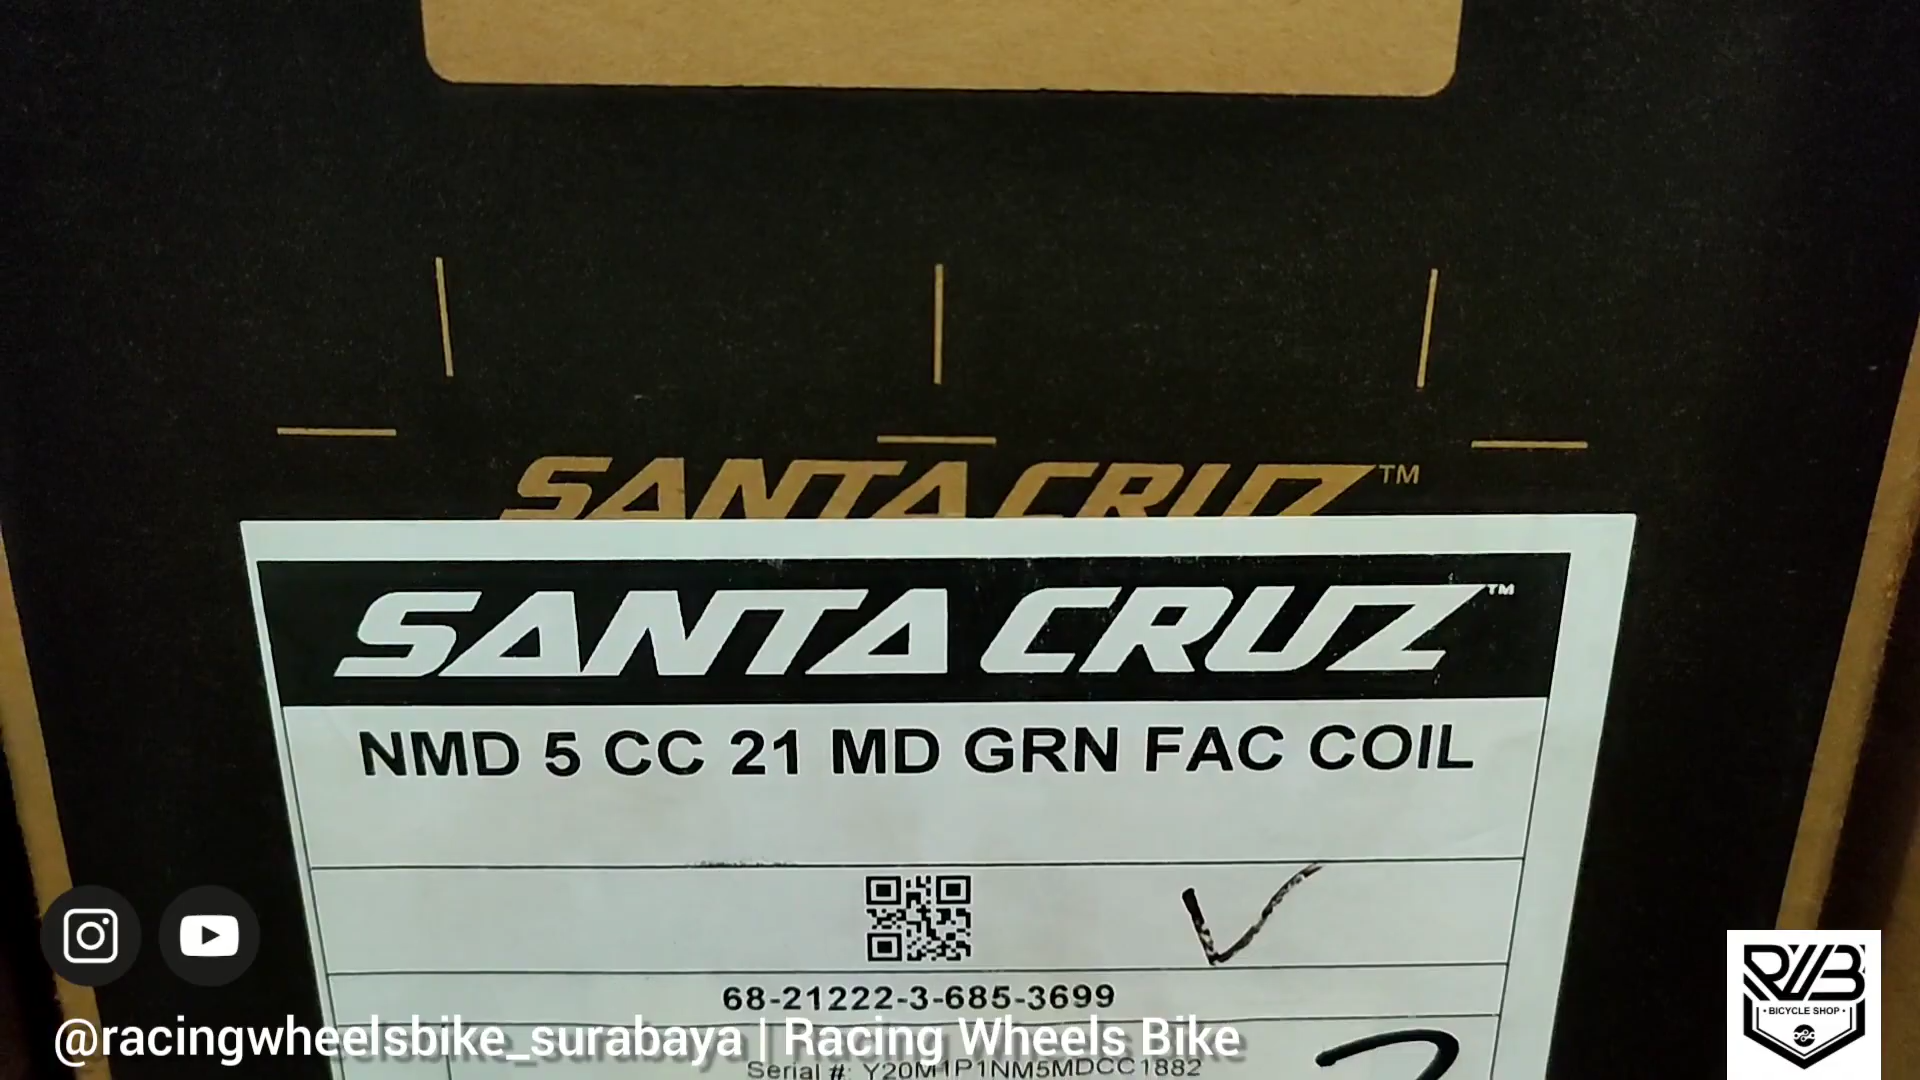 SANTA CRUZ™
SANTA CRUZ™
NMD 5 CC 21 MD GRN FAC COIL
68-21222-3-685-3699
@racingwheelsbike_surabaya | Racing Wheels Bike
Serial #: Y20M1P1NM5MDCC1882
RWB
• BICYCLE SHOP •